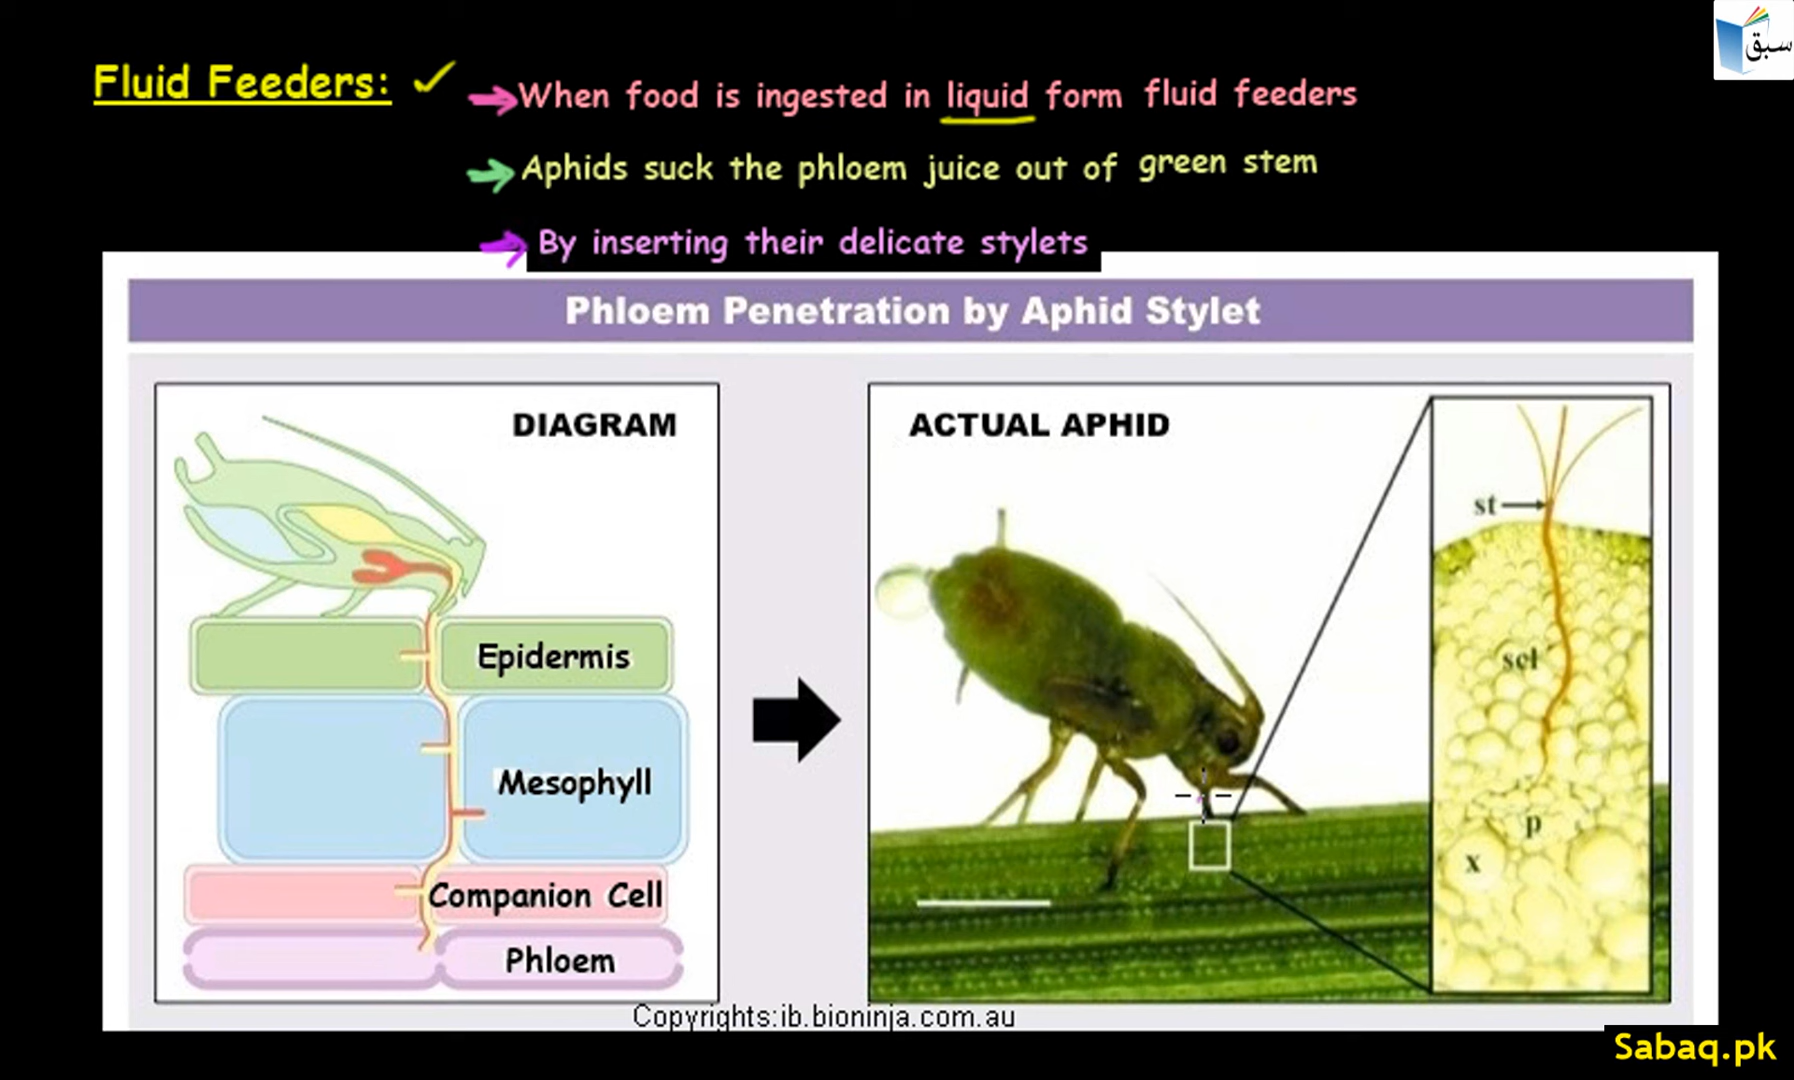 سبق
Fluid Feeders:
When food is ingested in liquid form fluid feeders
Aphids suck the phloem juice out of green stem
By inserting their delicate stylets
Phloem Penetration by Aphid Stylet
DIAGRAM
Epidermis
Mesophyll
Companion Cell
Phloem
ACTUAL APHID
st
scl
p
x
Copyrights:ib.bioninja.com.au
Sabaq.pk